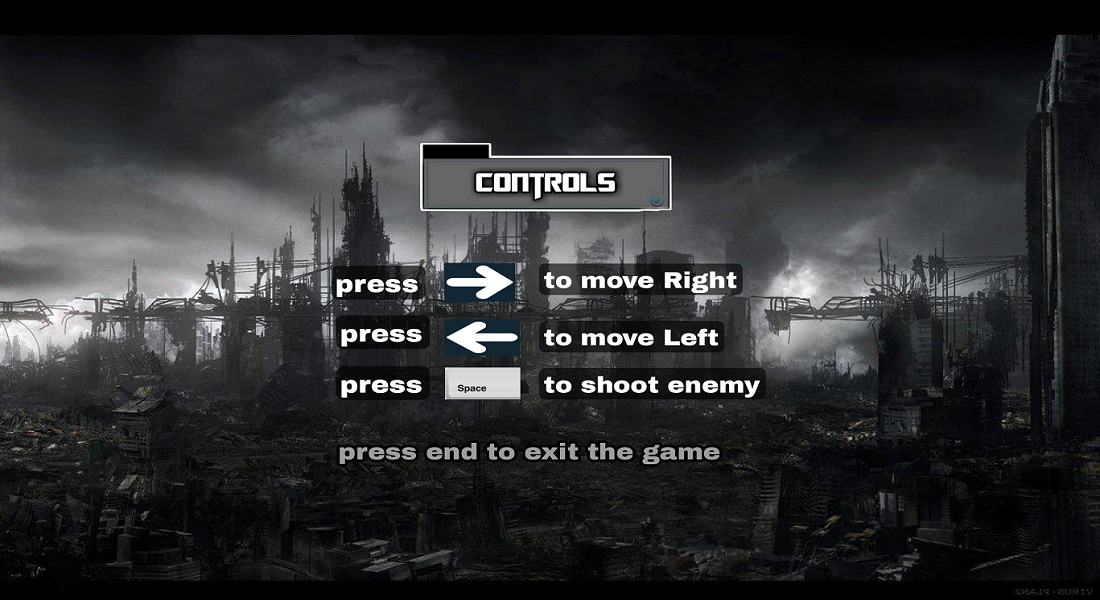 CONTROLS
press to move Right
press to move Left
press Space to shoot enemy
press end to exit the game